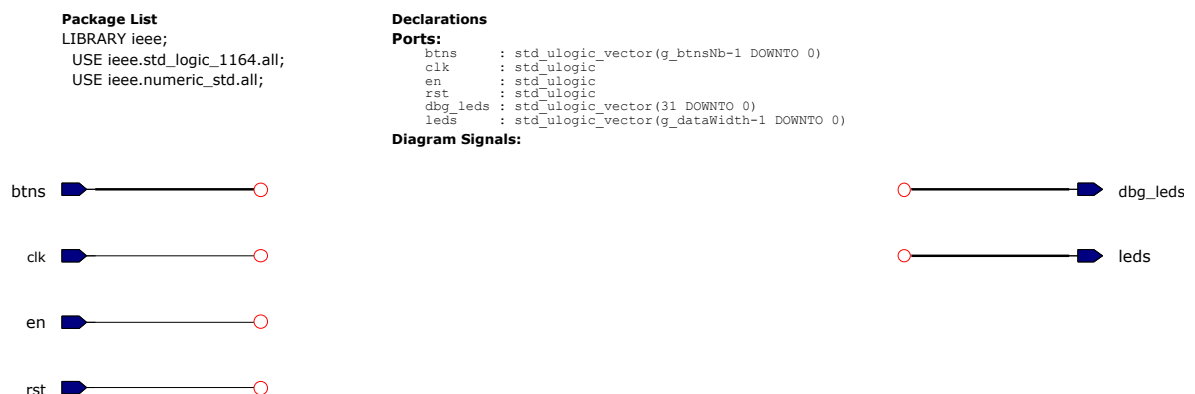 Package List
LIBRARY ieee;
USE ieee.std_logic_1164.all;
USE ieee.numeric_std.all;
Declarations
Ports:
btns : std_ulogic_vector(g_btnsNb-1 DOWNTO 0)
clk : std_ulogic
en : std_ulogic
rst : std_ulogic
dbg_leds : std_ulogic_vector(31 DOWNTO 0)
leds : std_ulogic_vector(g_dataWidth-1 DOWNTO 0)
Diagram Signals:
btns
dbg_leds
clk
leds
en
rst